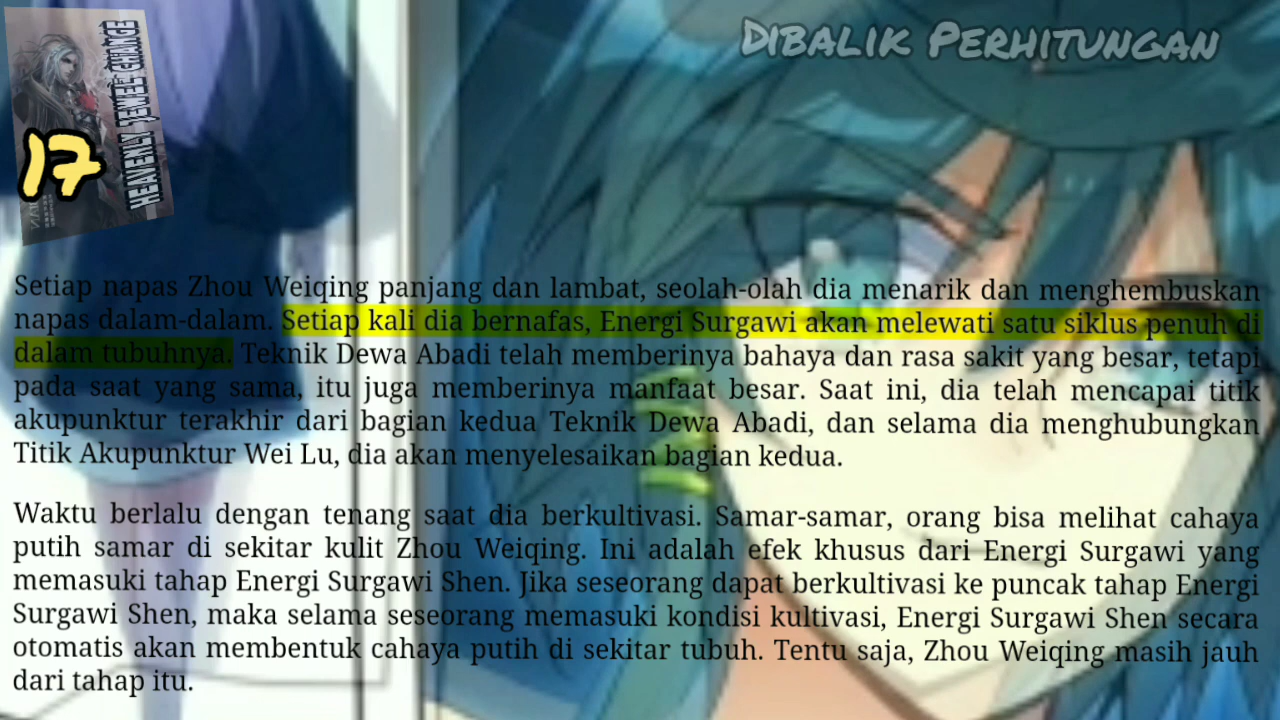 DIBALIK PERHITUNGAN
HEAVENLY JEWEL CHANGE
17
Setiap napas Zhou Weiqing panjang dan lambat, seolah-olah dia menarik dan menghembuskan
napas dalam-dalam. Setiap kali dia bernafas, Energi Surgawi akan melewati satu siklus penuh di
dalam tubuhnya. Teknik Dewa Abadi telah memberinya bahaya dan rasa sakit yang besar, tetapi
pada saat yang sama, itu juga memberinya manfaat besar. Saat ini, dia telah mencapai titik
akupunktur terakhir dari bagian kedua Teknik Dewa Abadi, dan selama dia menghubungkan
Titik Akupunktur Wei Lu, dia akan menyelesaikan bagian kedua.
Waktu berlalu dengan tenang saat dia berkultivasi. Samar-samar, orang bisa melihat cahaya
putih samar di sekitar kulit Zhou Weiqing. Ini adalah efek khusus dari Energi Surgawi yang
memasuki tahap Energi Surgawi Shen. Jika seseorang dapat berkultivasi ke puncak tahap Energi
Surgawi Shen, maka selama seseorang memasuki kondisi kultivasi, Energi Surgawi Shen secara
otomatis akan membentuk cahaya putih di sekitar tubuh. Tentu saja, Zhou Weiqing masih jauh
dari tahap itu.